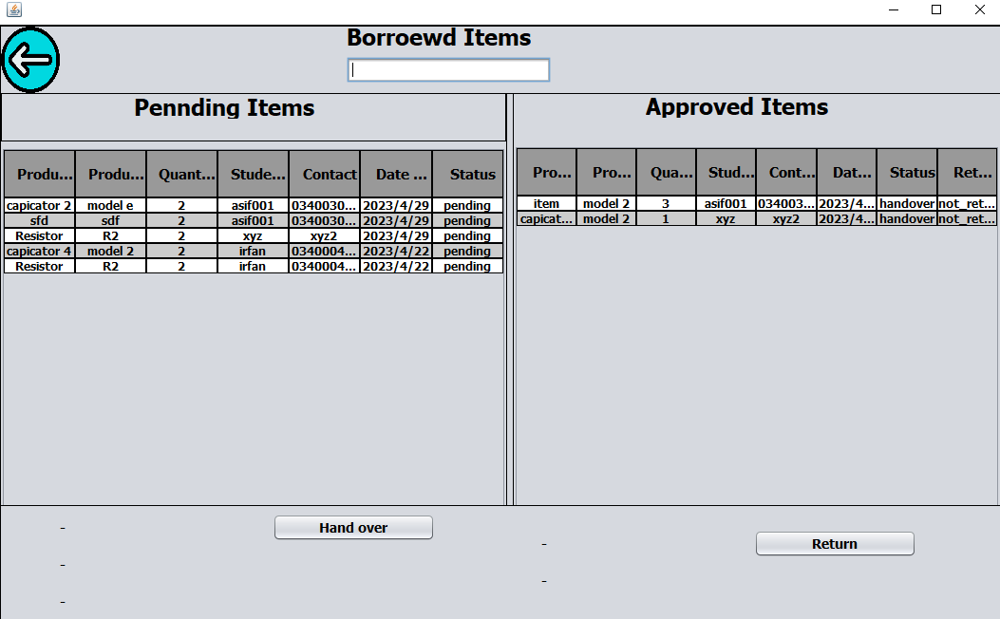 Borroewd Items
Pennding Items
Produ... Produ... Quant... Stude... Contact Date ... Status
capicator 2 model e 2 asif001 0340030... 2023/4/29 pending
sfd sdf 2 asif001 0340030... 2023/4/29 pending
Resistor R2 2 xyz xyz2 2023/4/29 pending
capicator 4 model 2 2 irfan 0340004... 2023/4/22 pending
Resistor R2 2 irfan 0340004... 2023/4/22 pending
Approved Items
Pro... Pro... Qua... Stud... Cont... Dat... Status Ret...
item model 2 3 asif001 034003... 2023/4... handover not_ret...
capicat... model 2 1 xyz xyz2 2023/4... handover not_ret...
-
Hand over
-
-
-
Return
-